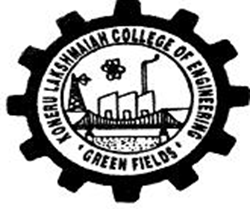 KONERU LAKSHMAIAH COLLEGE OF ENGINEERING
GREEN FIELDS